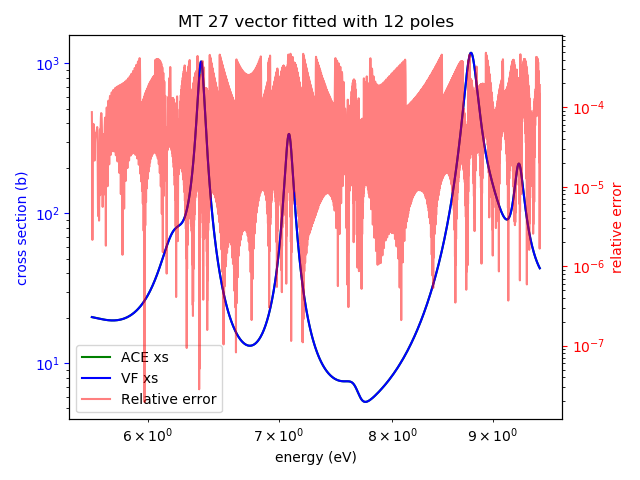 MT 27 vector fitted with 12 poles
cross section (b)
10³
10²
10¹
relative error
10⁻⁴
10⁻⁵
10⁻⁶
10⁻⁷
ACE xs
VF xs
Relative error
6 × 10⁰ 7 × 10⁰ 8 × 10⁰ 9 × 10⁰
energy (eV)